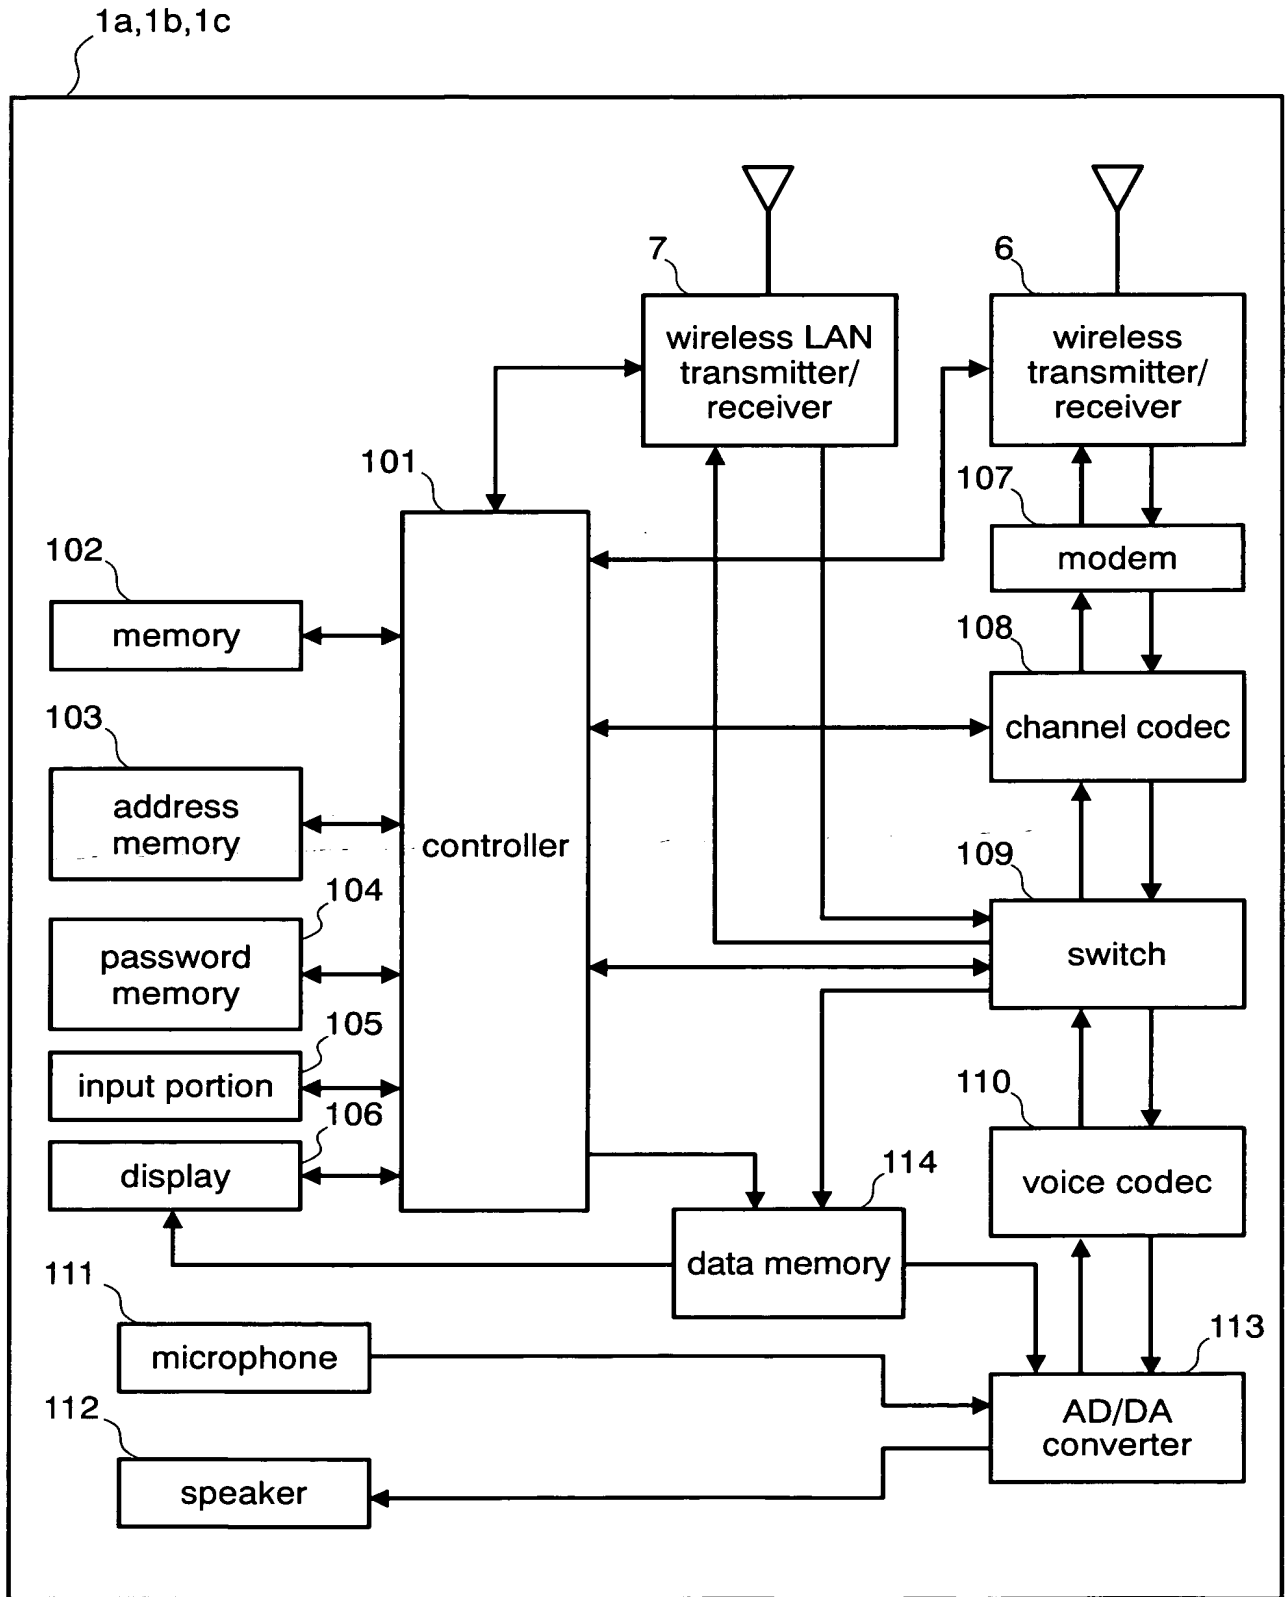 1a,1b,1c
7
wireless LAN
transmitter/
receiver
6
wireless
transmitter/
receiver
101
controller
107
modem
102
memory
108
channel codec
103
address
memory
109
switch
104
password
memory
105
input portion
106
display
110
voice codec
114
data memory
111
microphone
113
AD/DA
converter
112
speaker